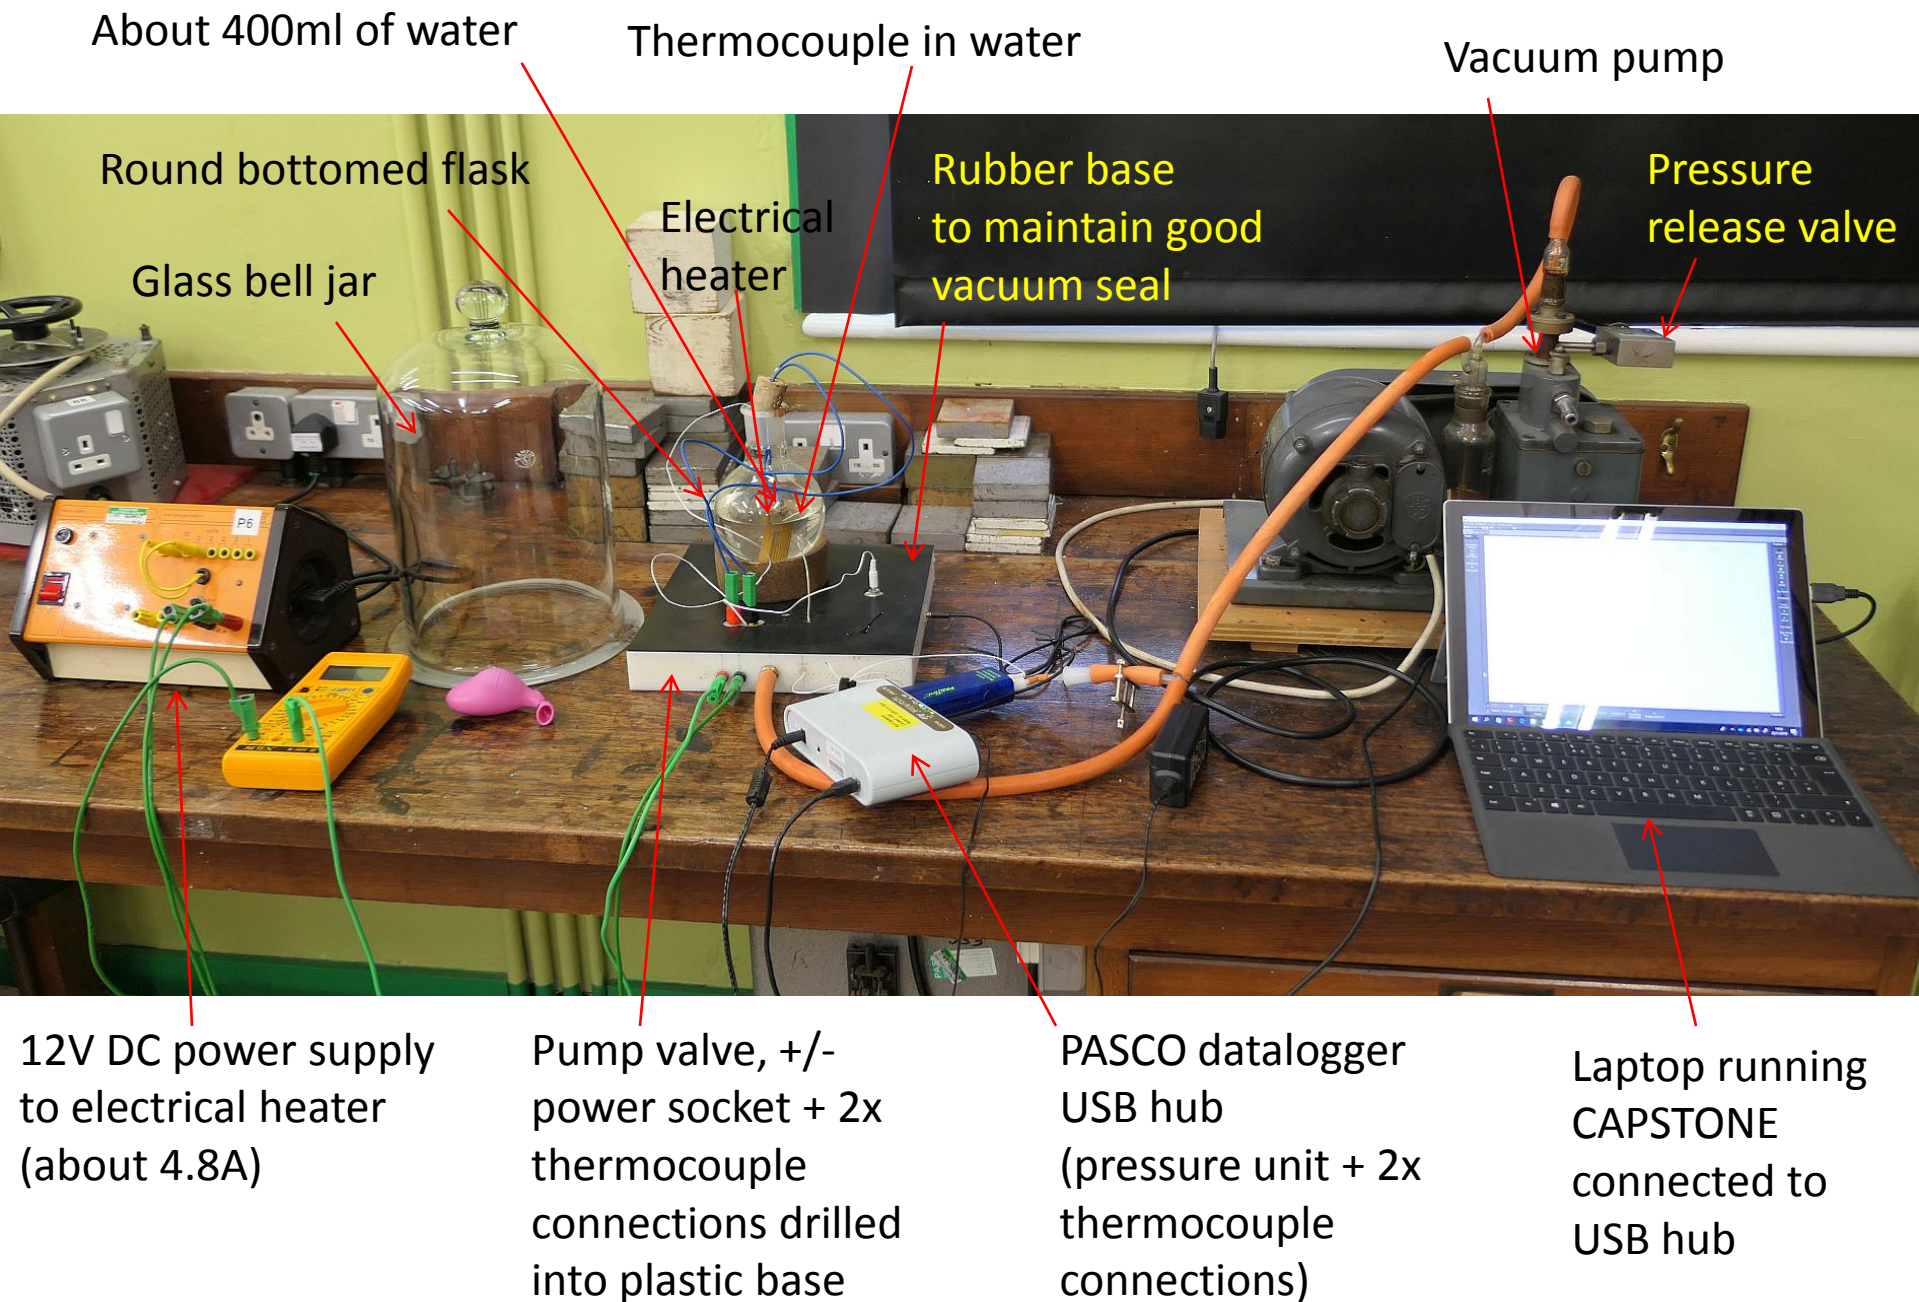 About 400ml of water
Thermocouple in water
Vacuum pump
Round bottomed flask
Electrical
heater
Rubber base
to maintain good
vacuum seal
Pressure
release valve
Glass bell jar
P6
12V DC power supply
to electrical heater
(about 4.8A)
Pump valve, +/-
power socket + 2x
thermocouple
connections drilled
into plastic base
PASCO datalogger
USB hub
(pressure unit + 2x
thermocouple
connections)
Laptop running
CAPSTONE
connected to
USB hub